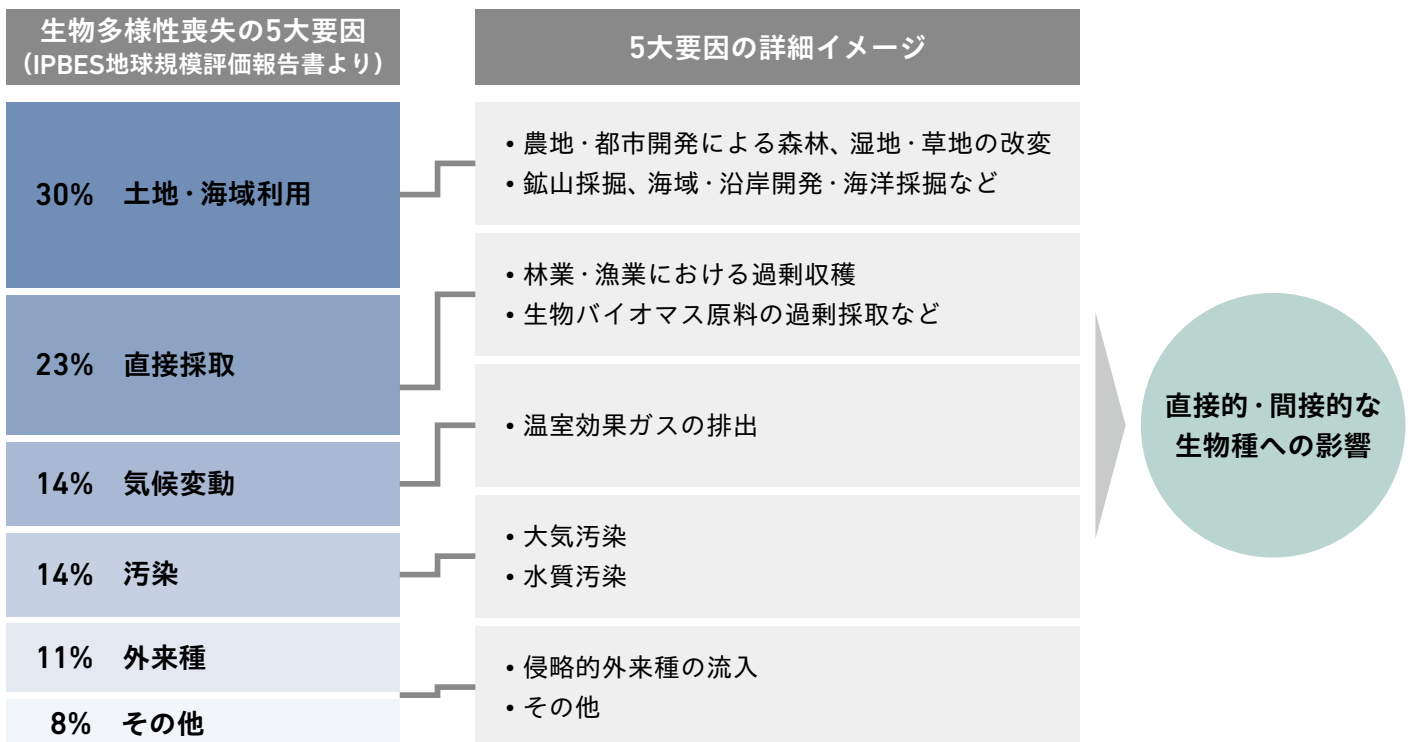 生物多様性喪失の5大要因
(IPBES地球規模評価報告書より)
5大要因の詳細イメージ
30% 土地·海域利用
• 農地·都市開発による森林、湿地·草地の改変
• 鉱山採掘、海域·沿岸開発·海洋採掘など
23% 直接採取
• 林業·漁業における過剰収穫
• 生物バイオマス原料の過剰採取など
14% 気候変動
• 温室効果ガスの排出
14% 汚染
• 大気汚染
• 水質汚染
11% 外来種
8% その他
• 侵略的外来種の流入
• その他
直接的·間接的な
生物種への影響